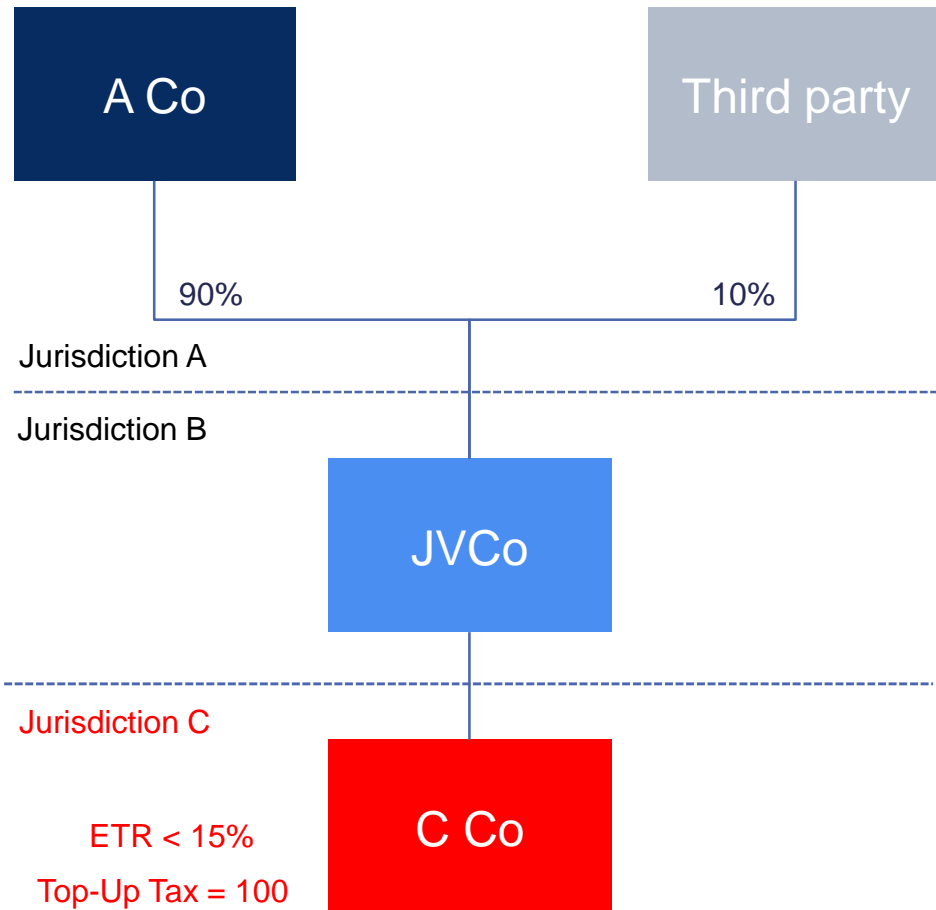 A Co
Third party
90%
10%
Jurisdiction A
Jurisdiction B
JVCo
Jurisdiction C
C Co
ETR < 15%
Top-Up Tax = 100